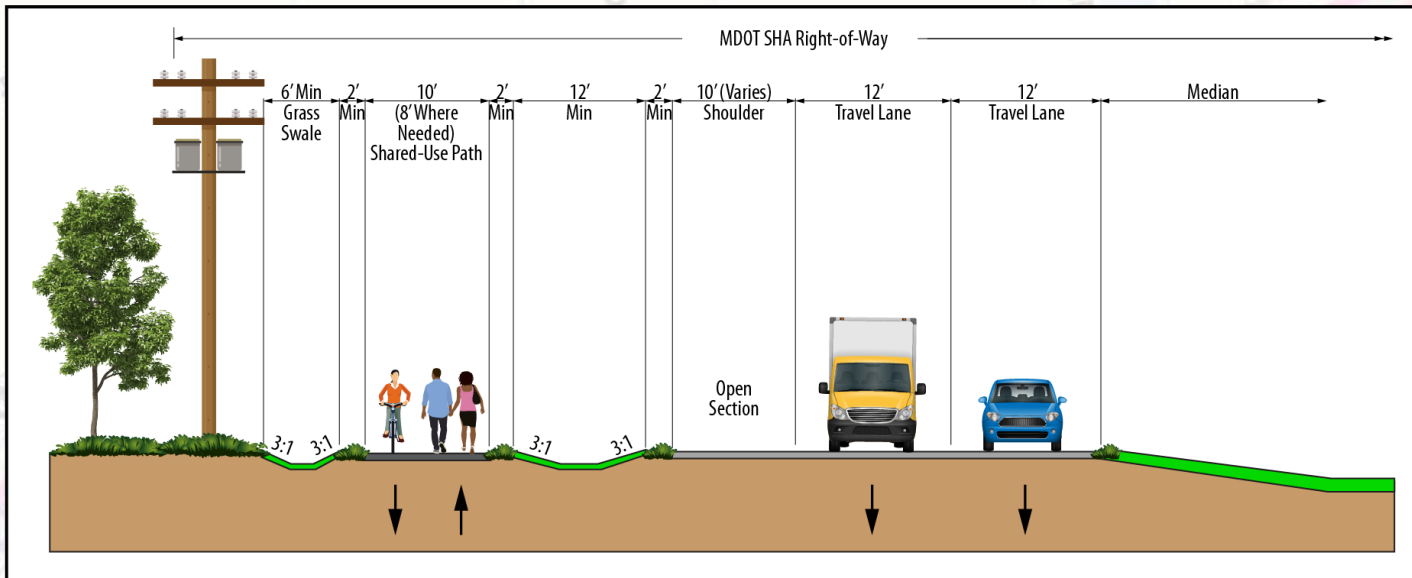 MDOT SHA Right-of-Way
6’ Min
Grass
Swale
2’
Min
10’
(8’ Where
Needed)
Shared-Use Path
2’
Min
12’
Min
2’
Min
10’ (Varies)
Shoulder
12’
Travel Lane
12’
Travel Lane
Median
Open
Section
3:1
3:1
3:1
3:1